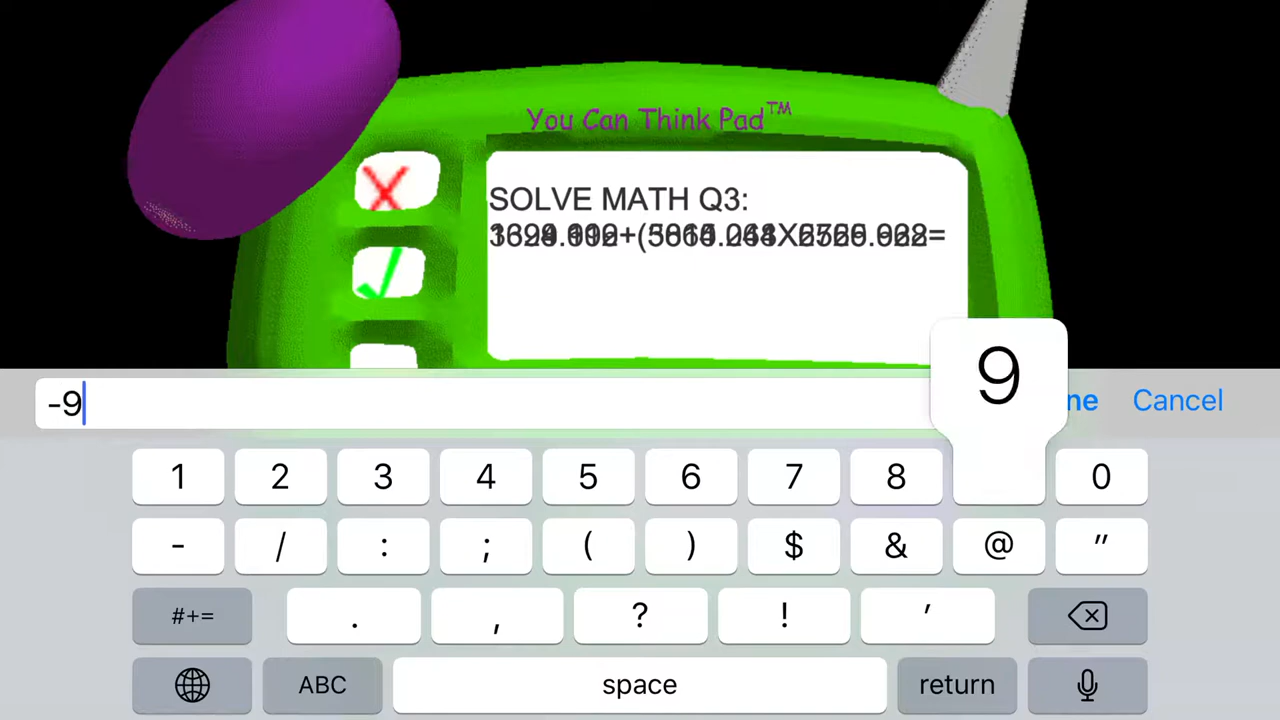 You Can Think Pad™
SOLVE MATH Q3:
-9
9
Cancel
1 2 3 4 5 6 7 8 0
- / : ; ( ) $ & @ "
#+= . , ? ! '
ABC space return